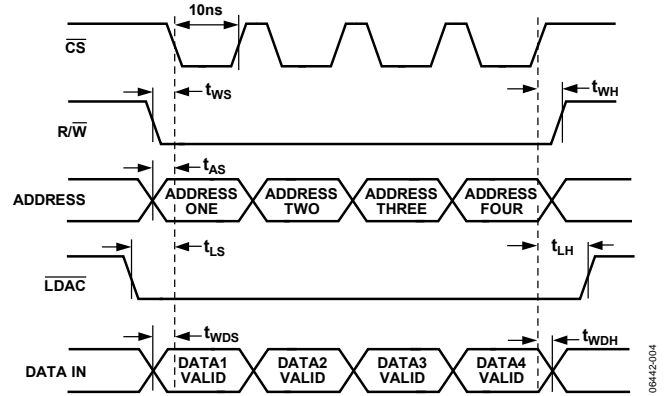 10ns
CS
tWS
tWH
R/W
tAS
ADDRESS
ADDRESS ONE
ADDRESS TWO
ADDRESS THREE
ADDRESS FOUR
tLS
tLH
LDAC
tWDS
tWDH
DATA IN
DATA1 VALID
DATA2 VALID
DATA3 VALID
DATA4 VALID
06442-004